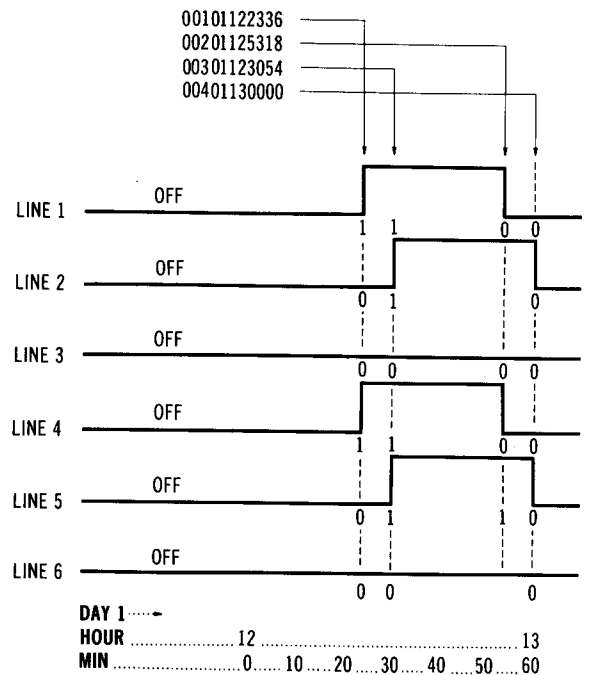 00101122336
00201125318
00301123054
00401130000
OFF
LINE 1
1 1 0 0
OFF
LINE 2
0 1 0
OFF
LINE 3
0 0 0 0
OFF
LINE 4
1 1 0 0
OFF
LINE 5
0 1 1 0
OFF
LINE 6
0 0 0
DAY 1
HOUR 12 13
MIN 0 10 20 30 40 50 60